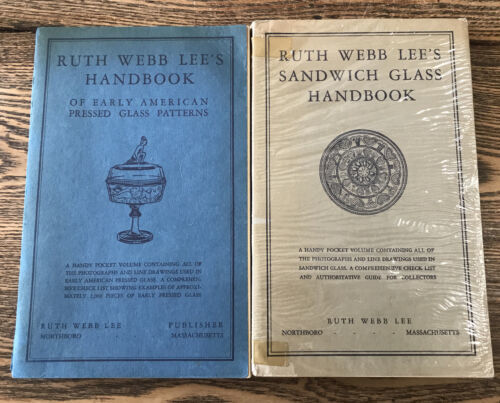 RUTH WEBB LEE'S
HANDBOOK
OF EARLY AMERICAN
PRESSED GLASS PATTERNS
A HANDY POCKET VOLUME CONTAINING ALL OF
THE PHOTOGRAPHS AND LINE DRAWINGS USED IN
EARLY AMERICAN PRESSED GLASS. A COMPREHEN-
SIVE CHECK LIST SHOWING EXAMPLES OF APPROXI-
MATELY PIECES OF EARLY PRESSED GLASS
RUTH WEBB LEE PUBLISHER
NORTHBORO - - - - MASSACHUSETTS
RUTH WEBB LEE'S
SANDWICH GLASS
HANDBOOK
A HANDY POCKET VOLUME CONTAINING ALL OF
THE PHOTOGRAPHS AND LINE DRAWINGS USED IN
SANDWICH GLASS. A COMPREHENSIVE CHECK LIST
AND AUTHORITATIVE GUIDE FOR COLLECTORS
RUTH WEBB LEE
NORTHBORO - - - - MASSACHUSETTS